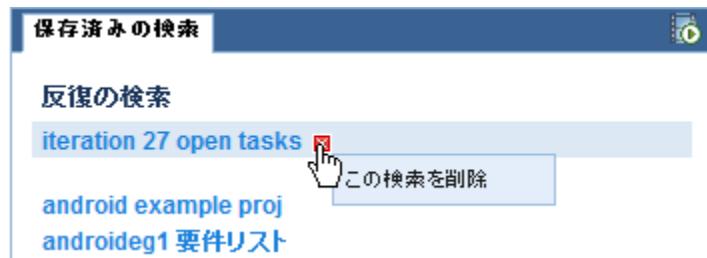 保存済みの検索
反復の検索
iteration 27 open tasks
この検索を削除
android example proj
androideg1 要件リスト